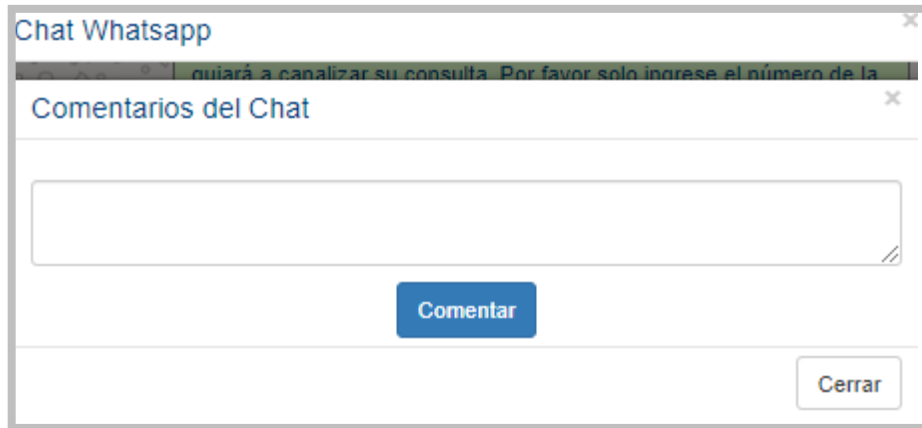 Chat Whatsapp
×
guiará a canalizar su consulta. Por favor solo ingrese el número de la
Comentarios del Chat
×
Comentar
Cerrar